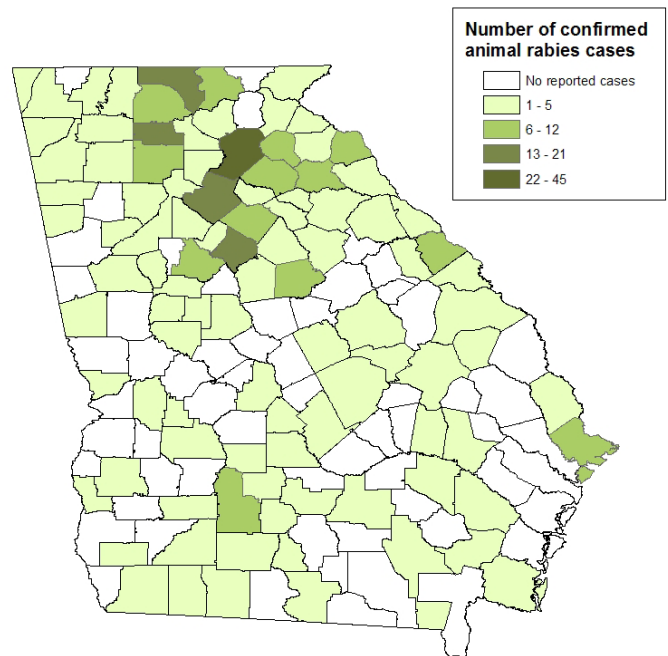 Number of confirmed
animal rabies cases
No reported cases
1 - 5
6 - 12
13 - 21
22 - 45